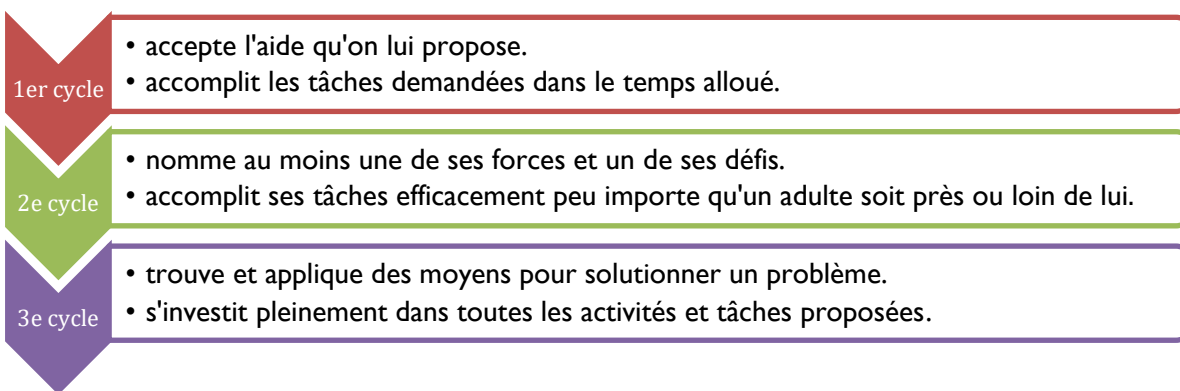 1er cycle
• accepte l'aide qu'on lui propose.
• accomplit les tâches demandées dans le temps alloué.
2e cycle
• nomme au moins une de ses forces et un de ses défis.
• accomplit ses tâches efficacement peu importe qu'un adulte soit près ou loin de lui.
3e cycle
• trouve et applique des moyens pour solutionner un problème.
• s'investit pleinement dans toutes les activités et tâches proposées.